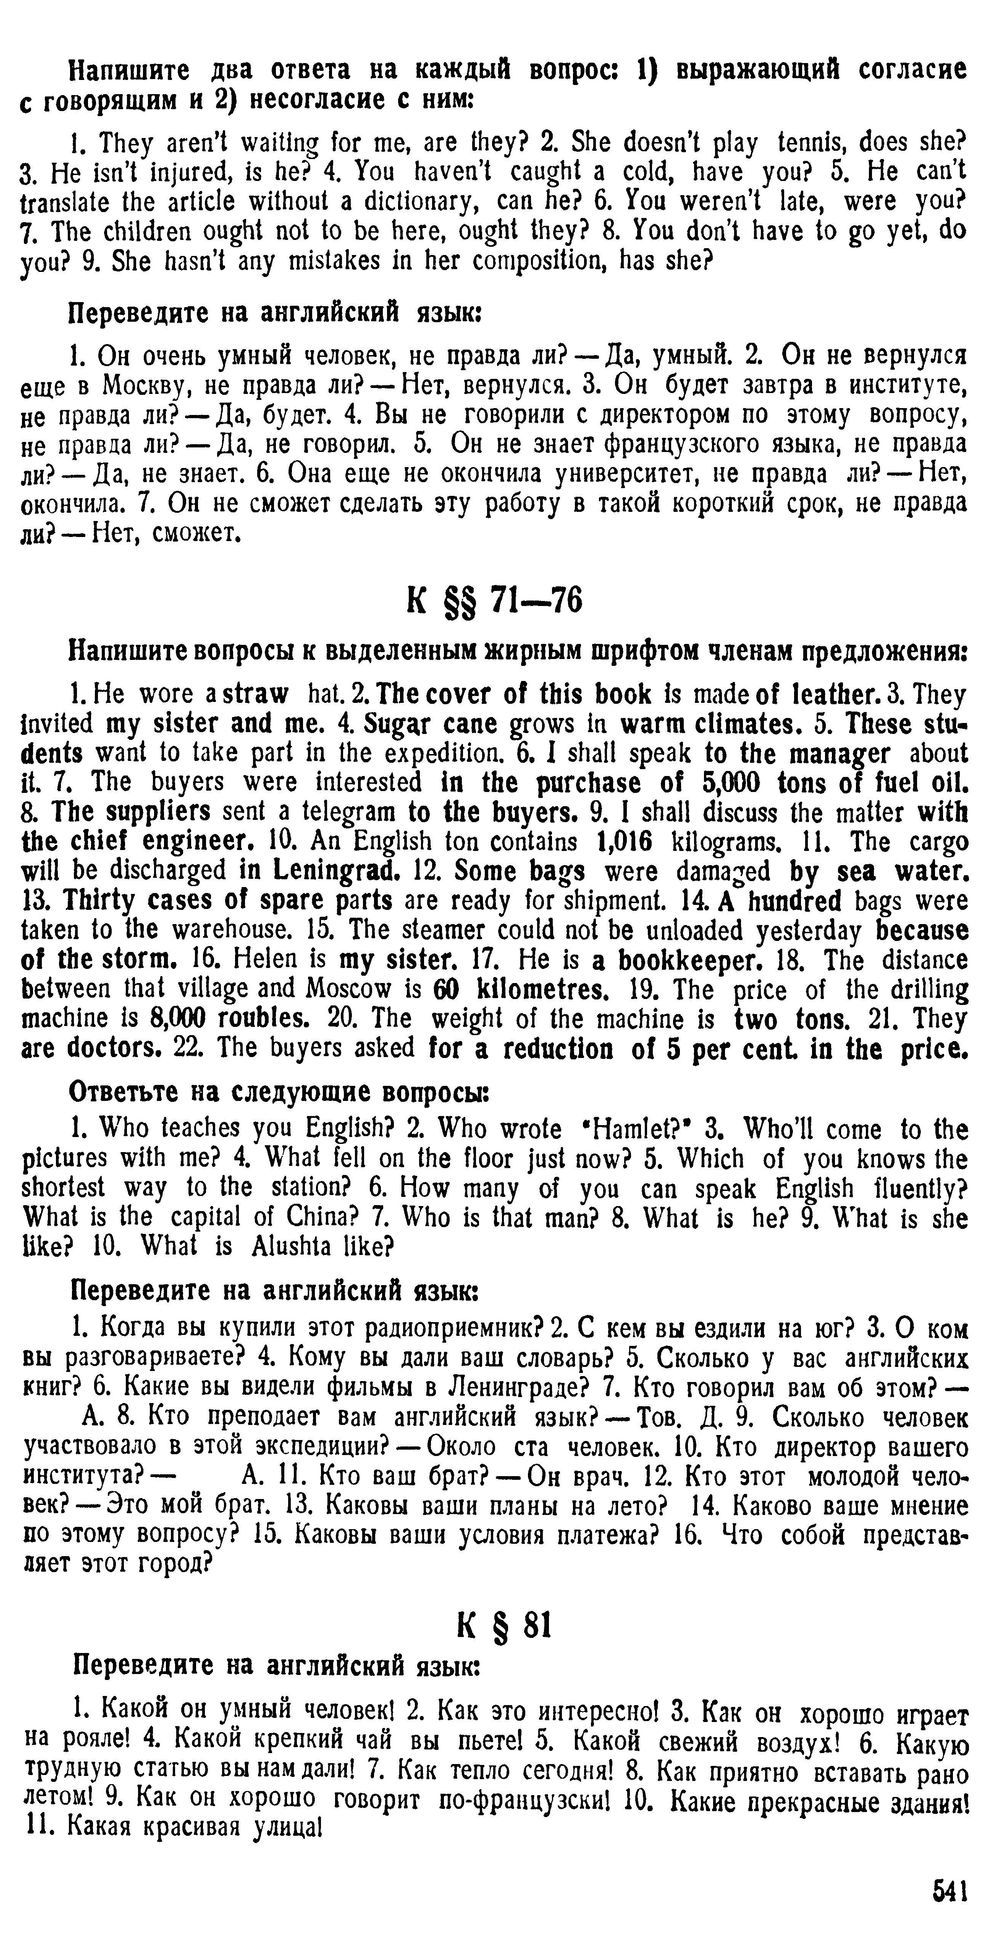 Напишите два ответа на каждый вопрос: 1) выражающий согласие
с говорящим и 2) несогласие с ним:
1. They aren't waiting for me, are they? 2. She doesn't play tennis, does she?
3. He isn't injured, is he? 4. You haven't caught a cold, have you? 5. He can't
translate the article without a dictionary, can he? 6. You weren't late, were you?
7. The children ought not to be here, ought they? 8. You don't have to go yet, do
you? 9. She hasn't any mistakes in her composition, has she?
Переведите на английский язык:
1. Он очень умный человек, не правда ли? — Да, умный. 2. Он не вернулся
еще в Москву, не правда ли? — Нет, вернулся. 3. Он будет завтра в институте,
не правда ли? — Да, будет. 4. Вы не говорили с директором по этому вопросу,
не правда ли? — Да, не говорил. 5. Он не знает французского языка, не правда
ли? — Да, не знает. 6. Она еще не окончила университет, не правда ли? — Нет,
окончила. 7. Он не сможет сделать эту работу в такой короткий срок, не правда
ли? — Нет, сможет.
К §§ 71—76
Напишите вопросы к выделенным жирным шрифтом членам предложения:
1. He wore a straw hat. 2. The cover of this book is made of leather. 3. They
invited my sister and me. 4. Sugar cane grows in warm climates. 5. These stu-
dents want to take part in the expedition. 6. I shall speak to the manager about
it. 7. The buyers were interested in the purchase of 5,000 tons of fuel oil.
8. The suppliers sent a telegram to the buyers. 9. I shall discuss the matter with
the chief engineer. 10. An English ton contains 1,016 kilograms. 11. The cargo
will be discharged in Leningrad. 12. Some bags were damaged by sea water.
13. Thirty cases of spare parts are ready for shipment. 14. A hundred bags were
taken to the warehouse. 15. The steamer could not be unloaded yesterday because
of the storm. 16. Helen is my sister. 17. He is a bookkeeper. 18. The distance
between that village and Moscow is 60 kilometres. 19. The price of the drilling
machine is 8,000 roubles. 20. The weight of the machine is two tons. 21. They
are doctors. 22. The buyers asked for a reduction of 5 per cent. in the price.
Ответьте на следующие вопросы:
1. Who teaches you English? 2. Who wrote "Hamlet?" 3. Who'll come to the
pictures with me? 4. What fell on the floor just now? 5. Which of you knows the
shortest way to the station? 6. How many of you can speak English fluently?
What is the capital of China? 7. Who is that man? 8. What is he? 9. What is she
like? 10. What is Alushta like?
Переведите на английский язык:
1. Когда вы купили этот радиоприемник? 2. С кем вы ездили на юг? 3. О ком
вы разговариваете? 4. Кому вы дали ваш словарь? 5. Сколько у вас английских
книг? 6. Какие вы видели фильмы в Ленинграде? 7. Кто говорил вам об этом? —
А. 8. Кто преподает вам английский язык? — Тов. Д. 9. Сколько человек
участвовало в этой экспедиции? — Около ста человек. 10. Кто директор вашего
института? — А. 11. Кто ваш брат? — Он врач. 12. Кто этот молодой чело-
век? — Это мой брат. 13. Каковы ваши планы на лето? 14. Каково ваше мнение
по этому вопросу? 15. Каковы ваши условия платежа? 16. Что собой представ-
ляет этот город?
К § 81
Переведите на английский язык:
1. Какой он умный человек! 2. Как это интересно! 3. Как он хорошо играет
на рояле! 4. Какой крепкий чай вы пьете! 5. Какой свежий воздух! 6. Какую
трудную статью вы нам дали! 7. Как тепло сегодня! 8. Как приятно вставать рано
летом! 9. Как он хорошо говорит по-французски! 10. Какие прекрасные здания!
11. Какая красивая улица!
541